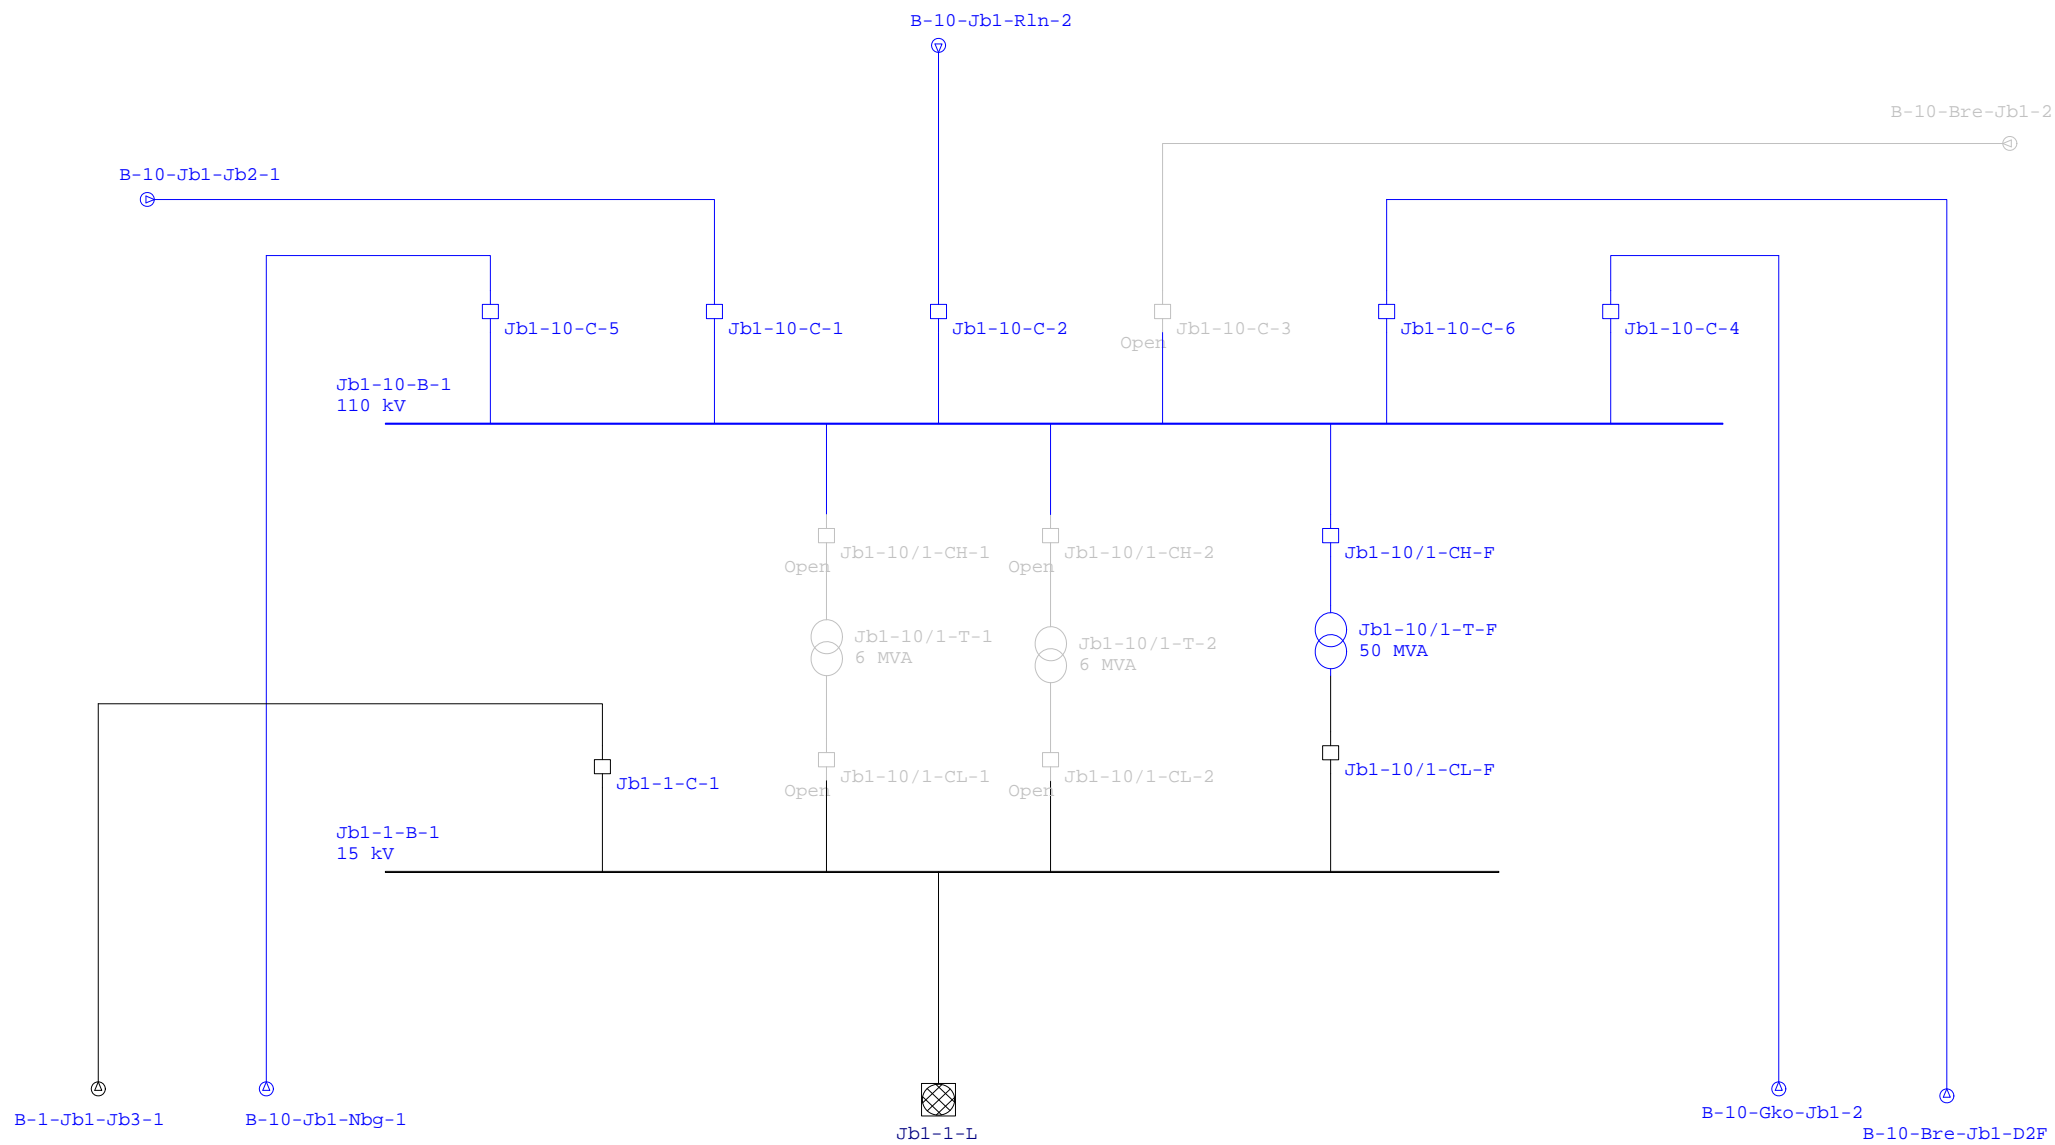 B-10-Jb1-Rln-2
B-10-Bre-Jb1-2
B-10-Jb1-Jb2-1
Jb1-10-C-5
Jb1-10-C-1
Jb1-10-C-2
Jb1-10-C-3
Open
Jb1-10-C-6
Jb1-10-C-4
Jb1-10-B-1
110 kV
Jb1-10/1-CH-1
Open
Jb1-10/1-CH-2
Open
Jb1-10/1-CH-F
Jb1-10/1-T-1
6 MVA
Jb1-10/1-T-2
6 MVA
Jb1-10/1-T-F
50 MVA
Jb1-1-C-1
Jb1-10/1-CL-1
Open
Jb1-10/1-CL-2
Open
Jb1-10/1-CL-F
Jb1-1-B-1
15 kV
B-1-Jb1-Jb3-1
B-10-Jb1-Nbg-1
Jb1-1-L
B-10-Gko-Jb1-2
B-10-Bre-Jb1-D2F